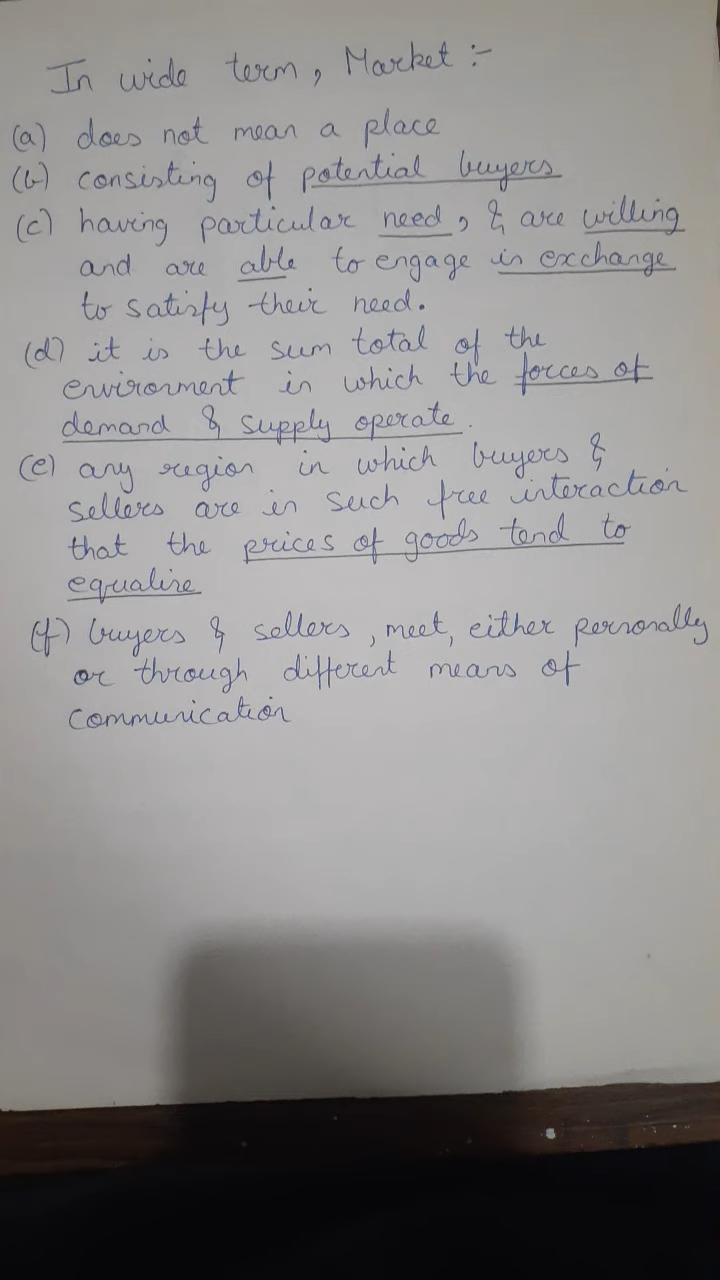 In wide term, Market :-
(a) does not mean a place
(b) consisting of potential buyers
(c) having particular need, & are willing
and are able to engage in exchange
to satisfy their need.
(d) it is the sum total of the
environment in which the forces of
demand & supply operate.
(e) any region in which buyers &
sellers are in such free interaction
that the prices of goods tend to
equalize
(f) buyers & sellers, meet, either personally
or through different means of
communication